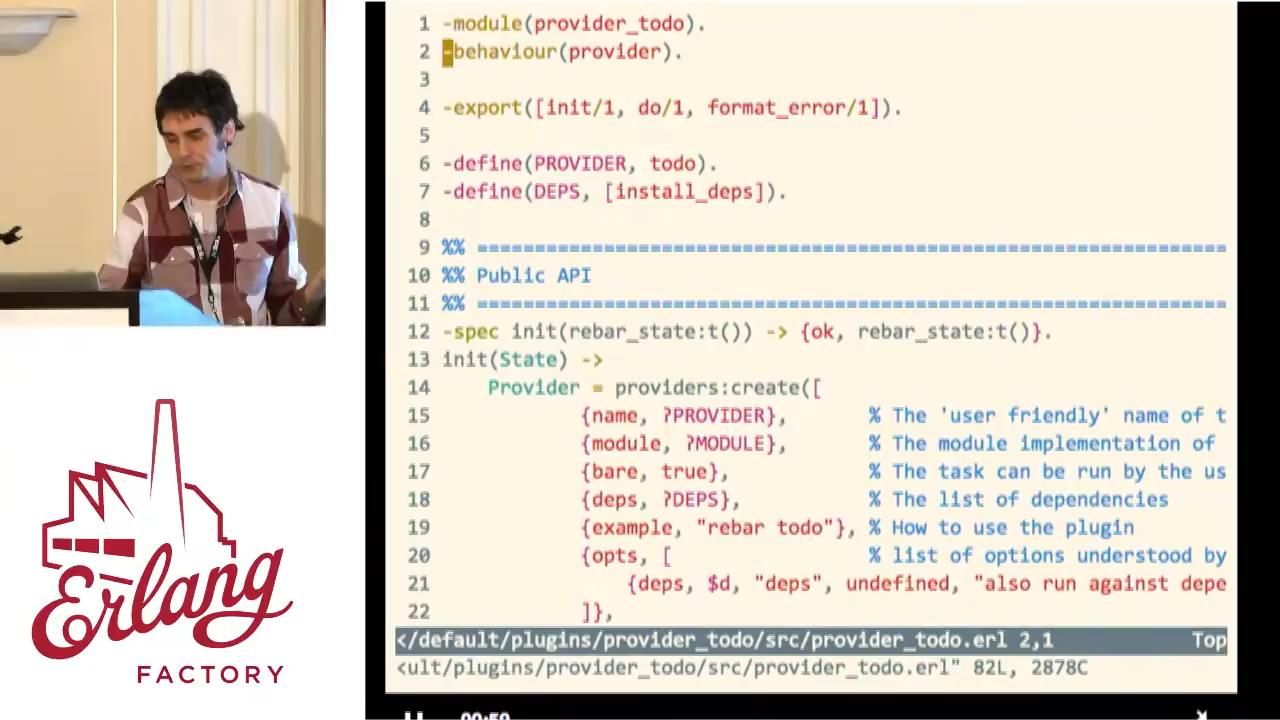 1 -module(provider_todo).
2 -behaviour(provider).
3
4 -export([init/1, do/1, format_error/1]).
5
6 -define(PROVIDER, todo).
7 -define(DEPS, [install_deps]).
8
9 %% ===================================================================
10 %% Public API
11 %% ===================================================================
12 -spec init(rebar_state:t()) -> {ok, rebar_state:t()}.
13 init(State) ->
14     Provider = providers:create([
15             {name, ?PROVIDER},       % The 'user friendly' name of t
16             {module, ?MODULE},       % The module implementation of
17             {bare, true},            % The task can be run by the us
18             {deps, ?DEPS},           % The list of dependencies
19             {example, "rebar todo"}, % How to use the plugin
20             {opts, [                 % list of options understood by
21                 {deps, $d, "deps", undefined, "also run against depe
22             ]},
</default/plugins/provider_todo/src/provider_todo.erl 2,1 Top
<ult/plugins/provider_todo/src/provider_todo.erl" 82L, 2878C
Erlang
FACTORY